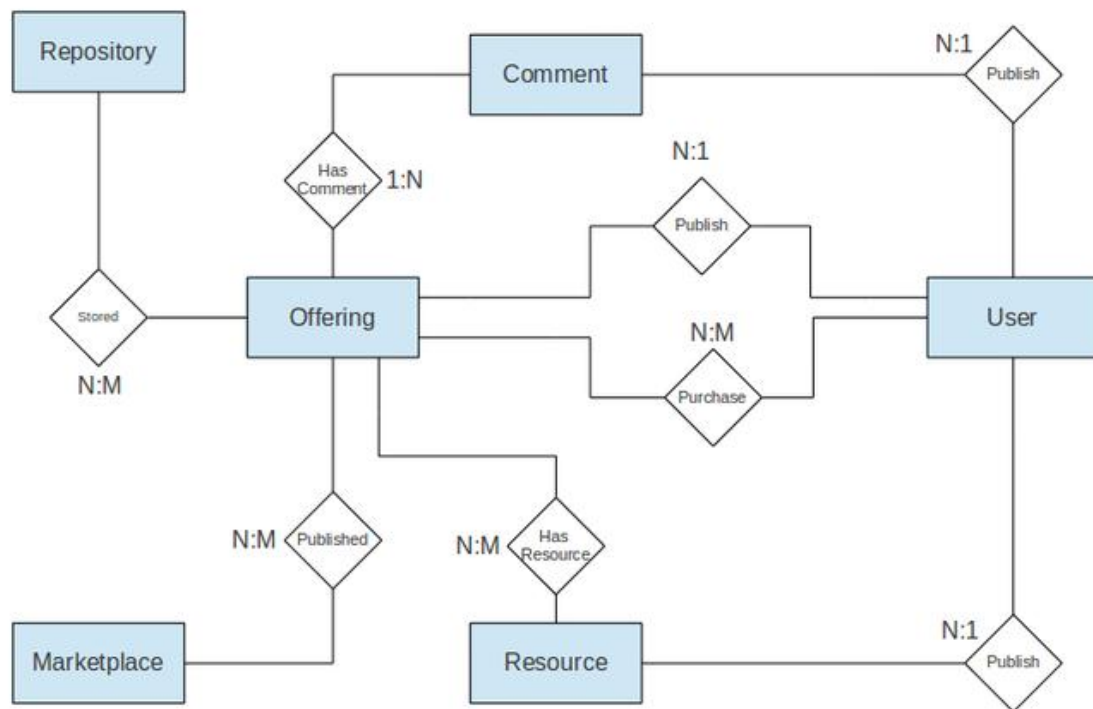 Repository
Comment
N:1
Publish
Has
Comment
1:N
N:1
Publish
Stored
N:M
Offering
User
N:M
Purchase
N:M
Published
N:M
Has
Resource
Marketplace
Resource
N:1
Publish